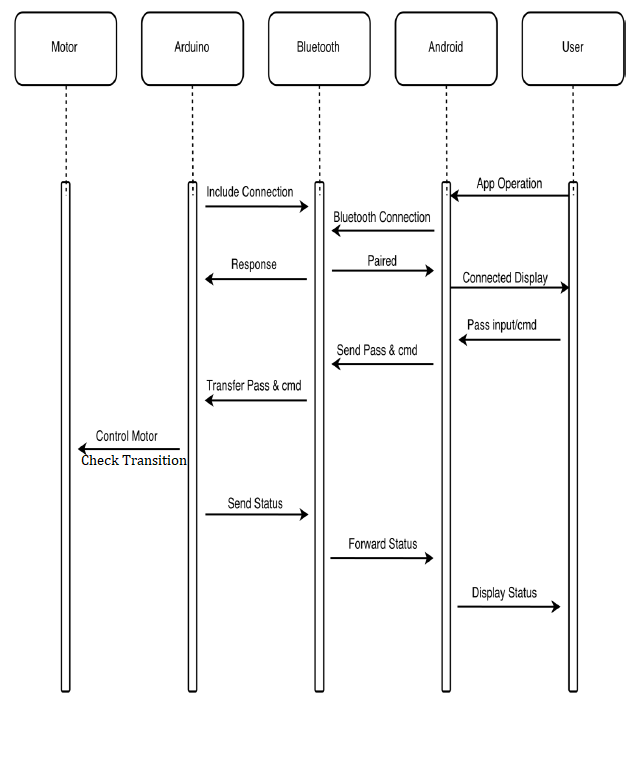 Motor
Arduino
Bluetooth
Android
User
App Operation
Include Connection
Bluetooth Connection
Paired
Response
Connected Display
Pass input/cmd
Send Pass & cmd
Transfer Pass & cmd
Control Motor
Check Transition
Send Status
Forward Status
Display Status